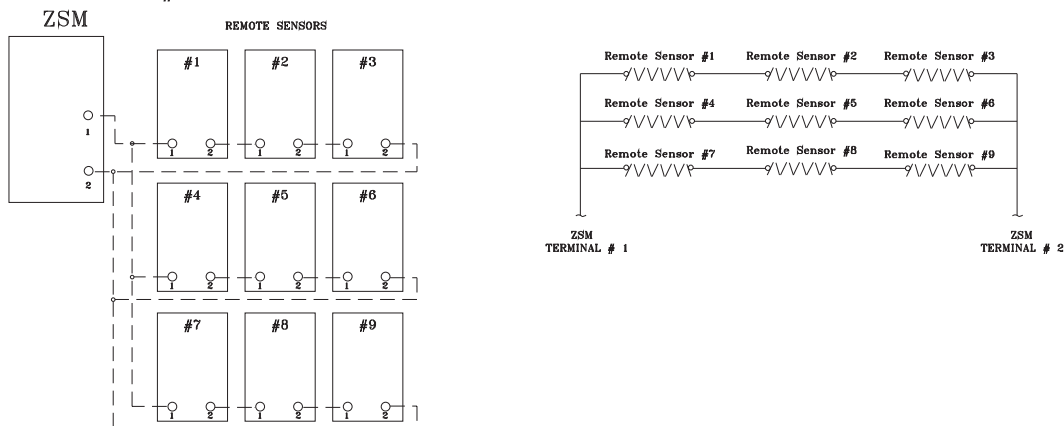 ZSM
REMOTE SENSORS
#1 #2 #3
1
1 2 1 2 1 2
2
#4 #5 #6
1 2 1 2 1 2
#7 #8 #9
1 2 1 2 1 2
Remote Sensor #1 Remote Sensor #2 Remote Sensor #3
Remote Sensor #4 Remote Sensor #5 Remote Sensor #6
Remote Sensor #7 Remote Sensor #8 Remote Sensor #9
ZSM
TERMINAL # 1
ZSM
TERMINAL # 2